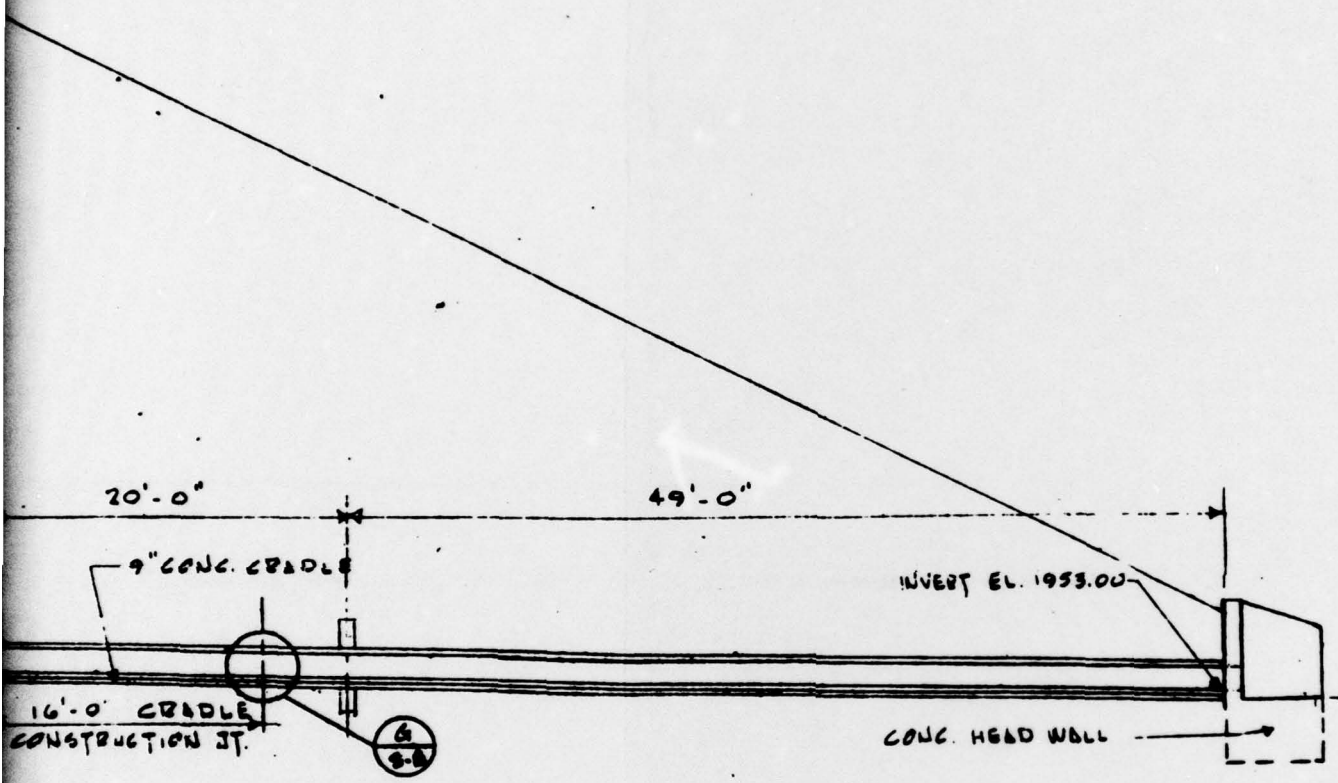 20'-0"
49'-0"
9" CONC. CRADLE
INVERT EL. 1953.00
16'-0" CRADLE
CONSTRUCTION JT.
G
CONC. HEAD WALL